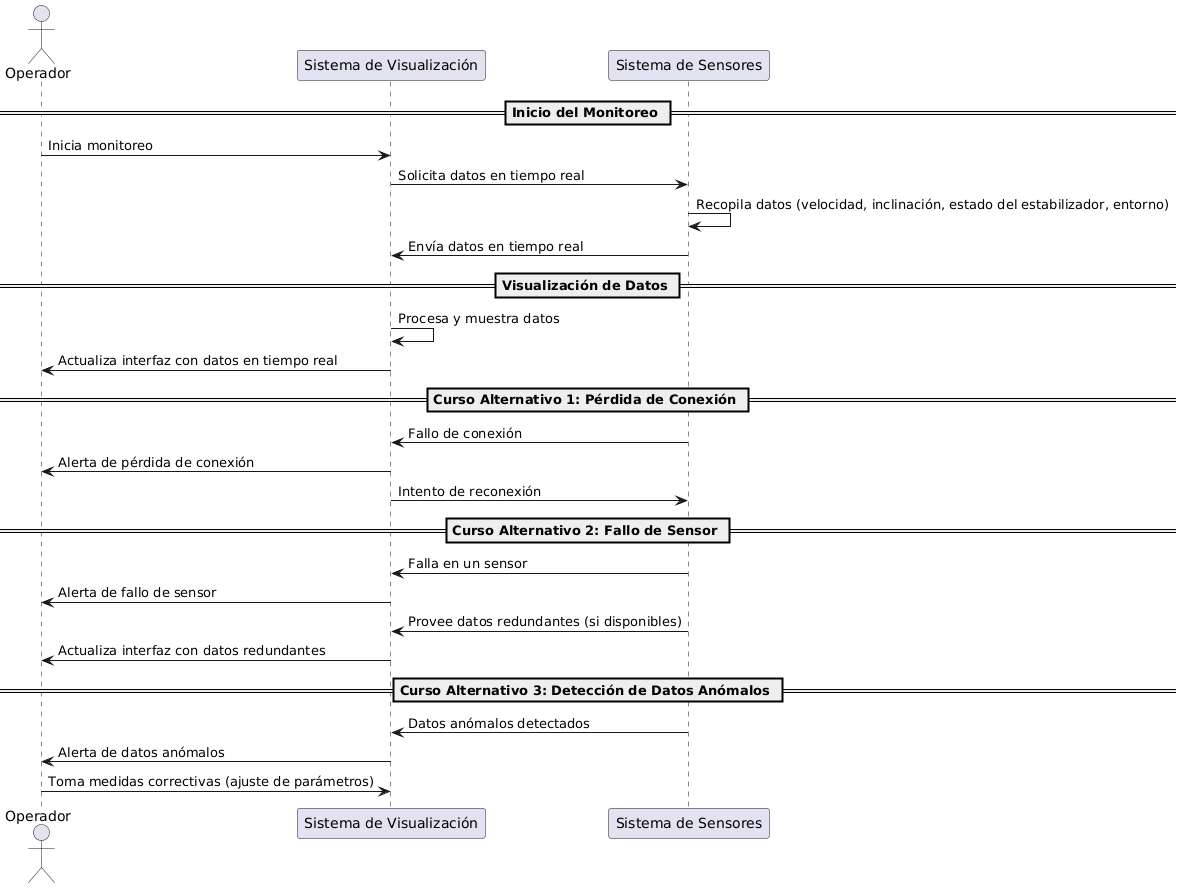 Operador
Sistema de Visualización
Sistema de Sensores
Inicio del Monitoreo
Inicia monitoreo
Solicita datos en tiempo real
Recopila datos (velocidad, inclinación, estado del estabilizador, entorno)
Envía datos en tiempo real
Visualización de Datos
Procesa y muestra datos
Actualiza interfaz con datos en tiempo real
Curso Alternativo 1: Pérdida de Conexión
Fallo de conexión
Alerta de pérdida de conexión
Intento de reconexión
Curso Alternativo 2: Fallo de Sensor
Falla en un sensor
Alerta de fallo de sensor
Provee datos redundantes (si disponibles)
Actualiza interfaz con datos redundantes
Curso Alternativo 3: Detección de Datos Anómalos
Datos anómalos detectados
Alerta de datos anómalos
Toma medidas correctivas (ajuste de parámetros)
Operador
Sistema de Visualización
Sistema de Sensores